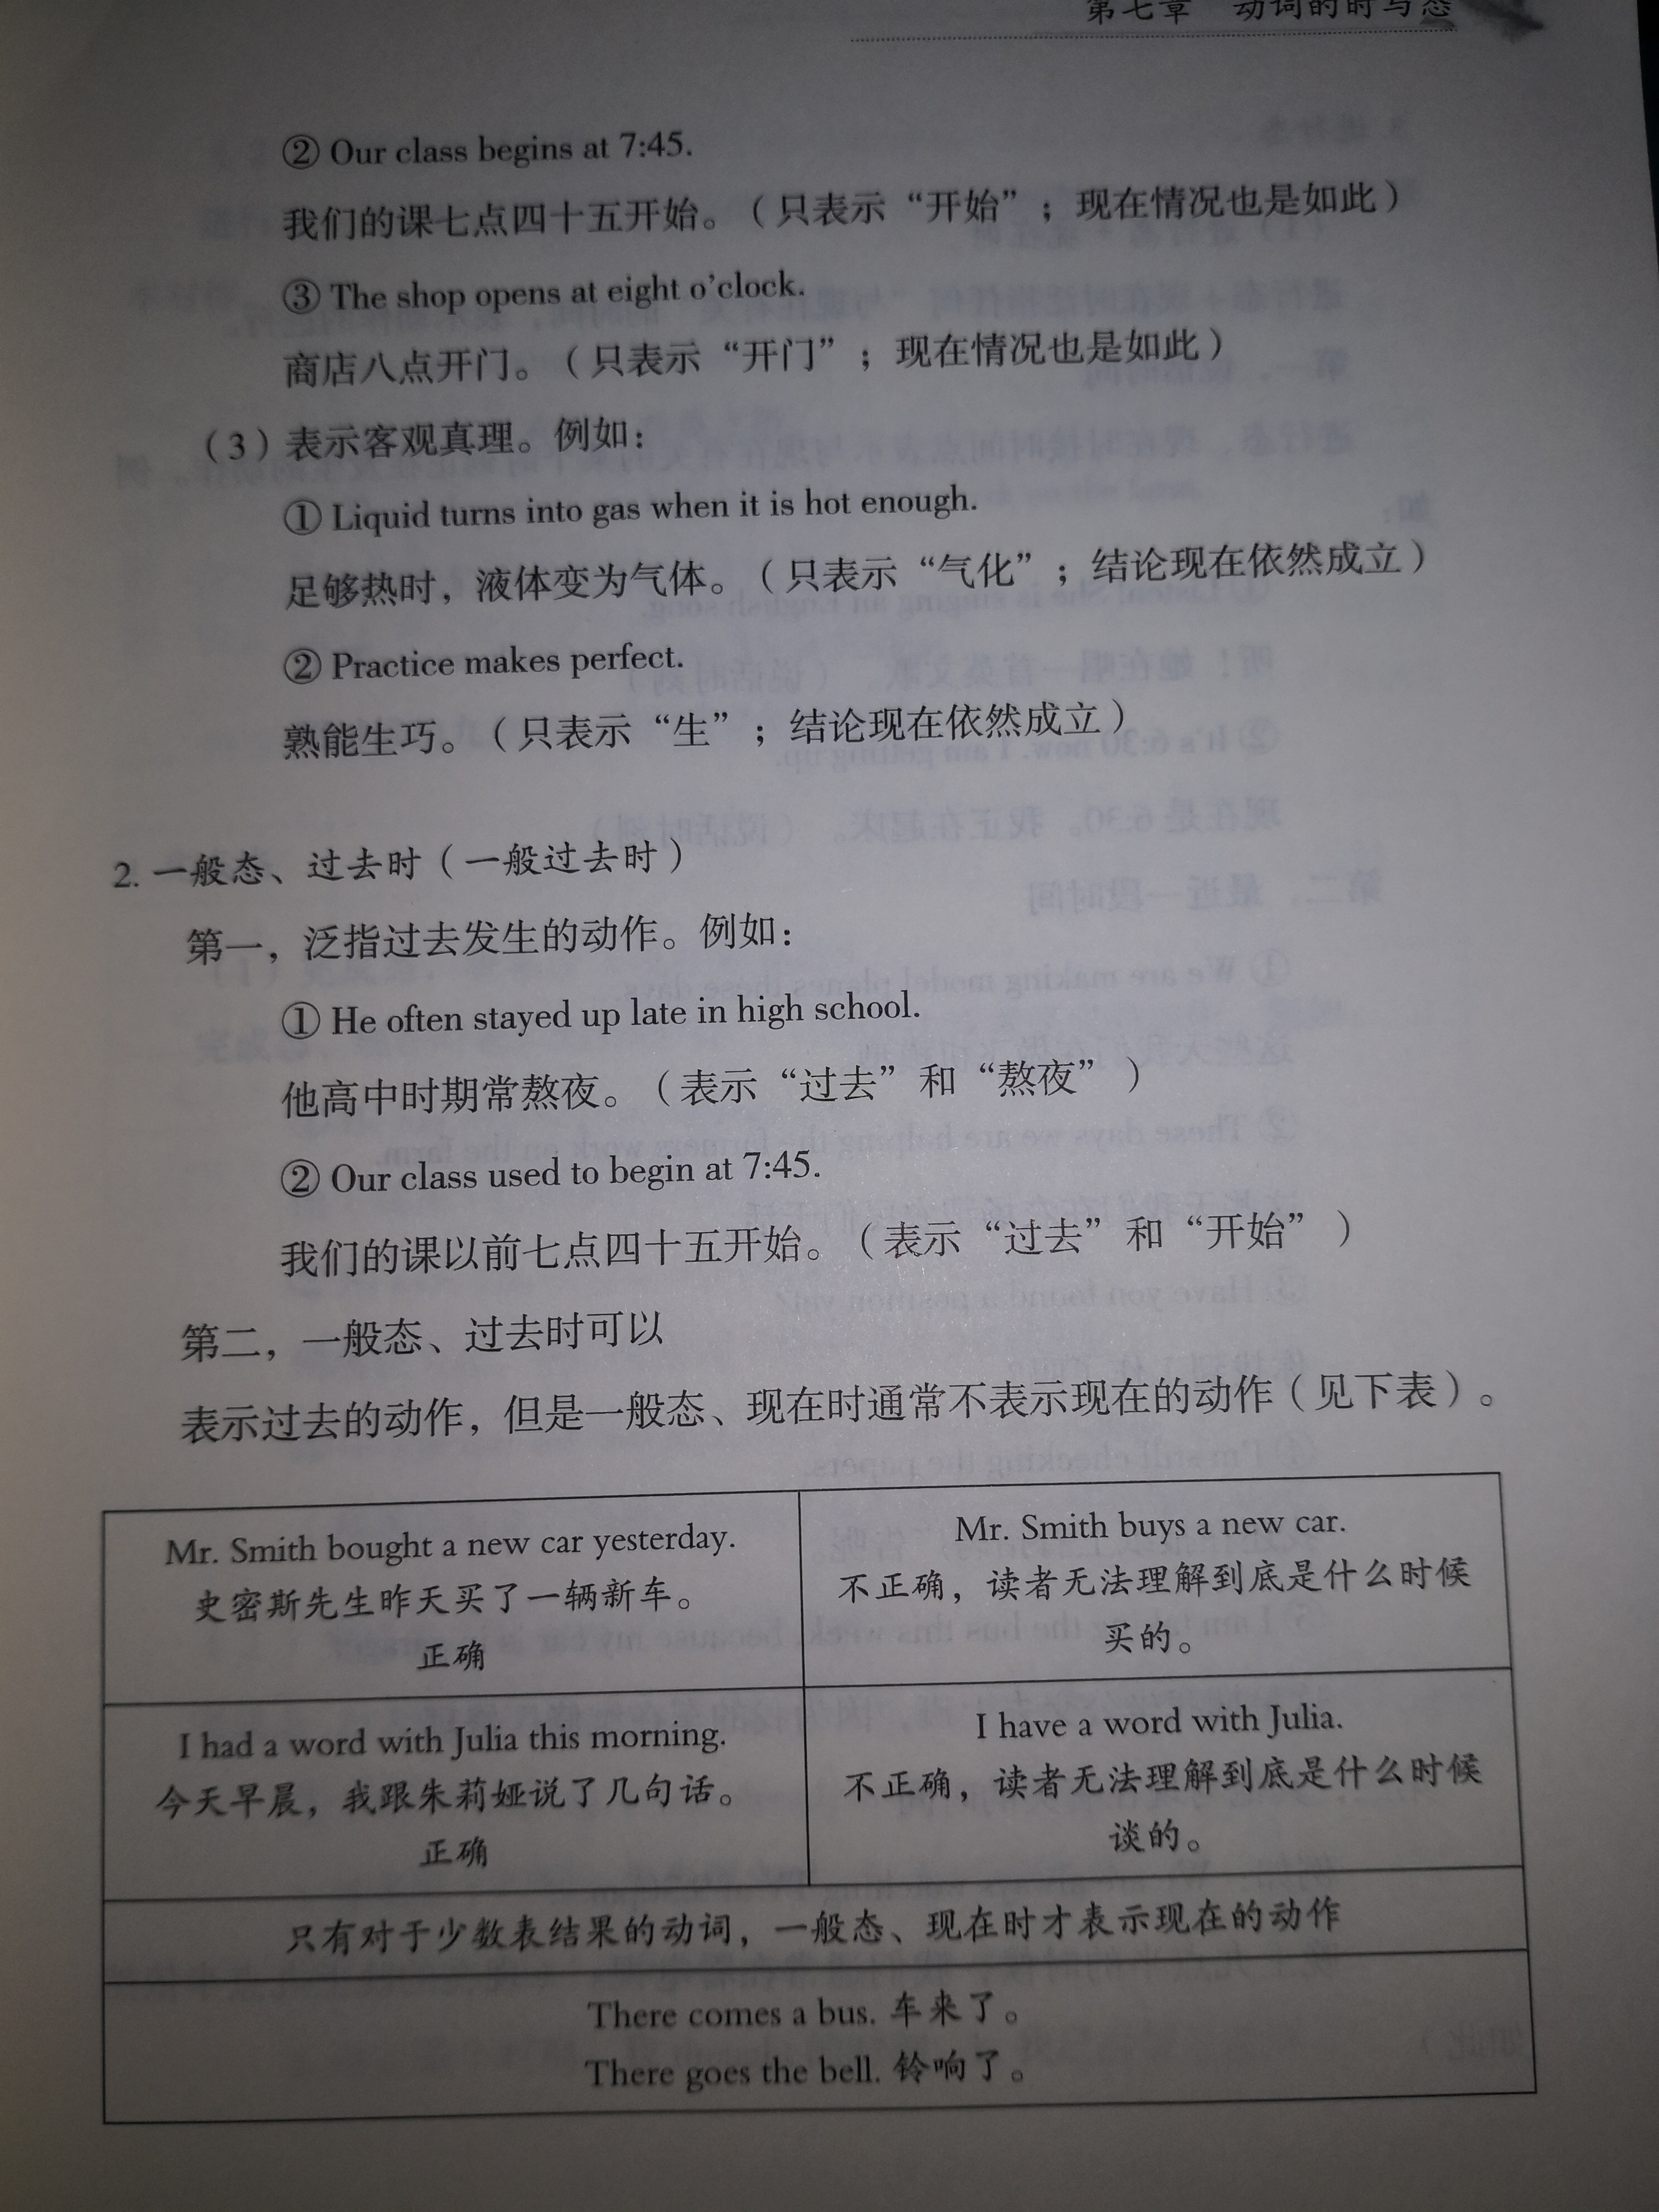 第七章 动词的时与态
② Our class begins at 7:45.
我们的课七点四十五开始。（只表示“开始”；现在情况也是如此）
③ The shop opens at eight o’clock.
商店八点开门。（只表示“开门”；现在情况也是如此）
（3）表示客观真理。例如：
① Liquid turns into gas when it is hot enough.
足够热时，液体变为气体。（只表示“气化”；结论现在依然成立）
② Practice makes perfect.
熟能生巧。（只表示“生”；结论现在依然成立）
2. 一般态、过去时（一般过去时）
第一，泛指过去发生的动作。例如：
① He often stayed up late in high school.
他高中时期常熬夜。（表示“过去”和“熬夜”）
② Our class used to begin at 7:45.
我们的课以前七点四十五开始。（表示“过去”和“开始”）
第二，一般态、过去时可以
表示过去的动作，但是一般态、现在时通常不表示现在的动作（见下表）。
Mr. Smith bought a new car yesterday.
史密斯先生昨天买了一辆新车。
正确
Mr. Smith buys a new car.
不正确，读者无法理解到底是什么时候
买的。
I had a word with Julia this morning.
今天早晨，我跟朱莉娅说了几句话。
正确
I have a word with Julia.
不正确，读者无法理解到底是什么时候
谈的。
只有对于少数表结果的动词，一般态、现在时才表示现在的动作
There comes a bus. 车来了。
There goes the bell. 铃响了。